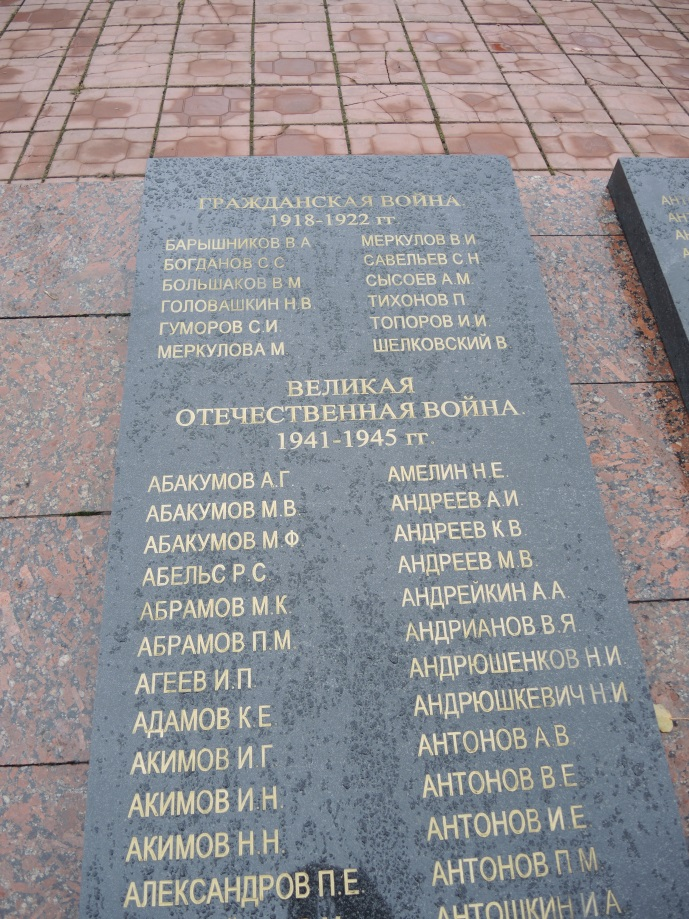 ГРАЖДАНСКАЯ ВОЙНА.
1918-1922 гг.
БАРЫШНИКОВ В.А
БОГДАНОВ С.С
БОЛЬШАКОВ В.М
ГОЛОВАШКИН Н.В.
ГУМОРОВ С.И.
МЕРКУЛОВА М.
МЕРКУЛОВ В.И.
САВЕЛЬЕВ С.Н
СЫСОЕВ А.М.
ТИХОНОВ П.
ТОПОРОВ И.И.
ШЕЛКОВСКИЙ В.
ВЕЛИКАЯ
ОТЕЧЕСТВЕННАЯ ВОЙНА.
1941-1945 гг.
АБАКУМОВ А.Г.
АБАКУМОВ М.В.
АБАКУМОВ М.Ф
АБЕЛЬС Р.С
АБРАМОВ М.К.
АБРАМОВ П.М.
АГЕЕВ И.П.
АДАМОВ К.Е
АКИМОВ И.Г
АКИМОВ И.Н.
АКИМОВ Н.Н.
АЛЕКСАНДРОВ П.Е.
АМЕЛИН Н.Е.
АНДРЕЕВ А.И.
АНДРЕЕВ К.В
АНДРЕЕВ М.В.
АНДРЕЙКИН А.А.
АНДРИАНОВ В.Я
АНДРЮШЕНКОВ Н.И.
АНДРЮШКЕВИЧ Н.И
АНТОНОВ А.В
АНТОНОВ В.Е
АНТОНОВ И.Е
АНТОНОВ П.М.
АНТОШКИН И.А